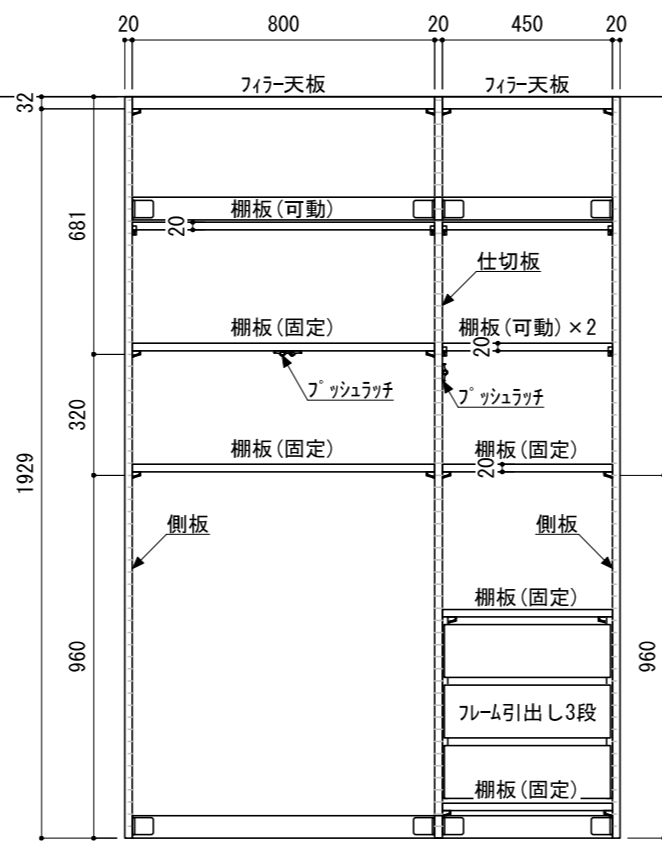 20 800 20 450 20
フィラー天板 フィラー天板
32
棚板(可動)
20
681
仕切板
棚板(固定) 棚板(可動)×2
20
プッシュラッチ プッシュラッチ
320
1929
棚板(固定) 棚板(固定)
20
側板 側板
棚板(固定)
960 960
フレーム引出し3段
棚板(固定)